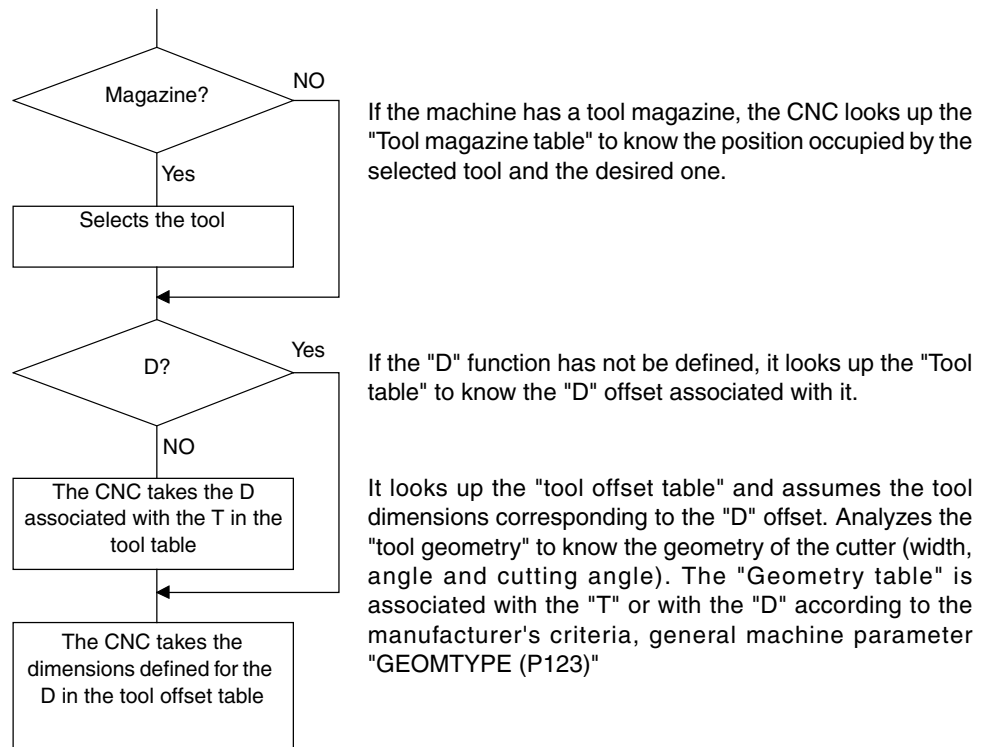 Magazine?
NO
Yes
Selects the tool
If the machine has a tool magazine, the CNC looks up the
"Tool magazine table" to know the position occupied by the
selected tool and the desired one.
D?
Yes
NO
If the "D" function has not be defined, it looks up the "Tool
table" to know the "D" offset associated with it.
The CNC takes the D
associated with the T in the
tool table
The CNC takes the
dimensions defined for the
D in the tool offset table
It looks up the "tool offset table" and assumes the tool
dimensions corresponding to the "D" offset. Analyzes the
"tool geometry" to know the geometry of the cutter (width,
angle and cutting angle). The "Geometry table" is
associated with the "T" or with the "D" according to the
manufacturer's criteria, general machine parameter
"GEOMTYPE (P123)"